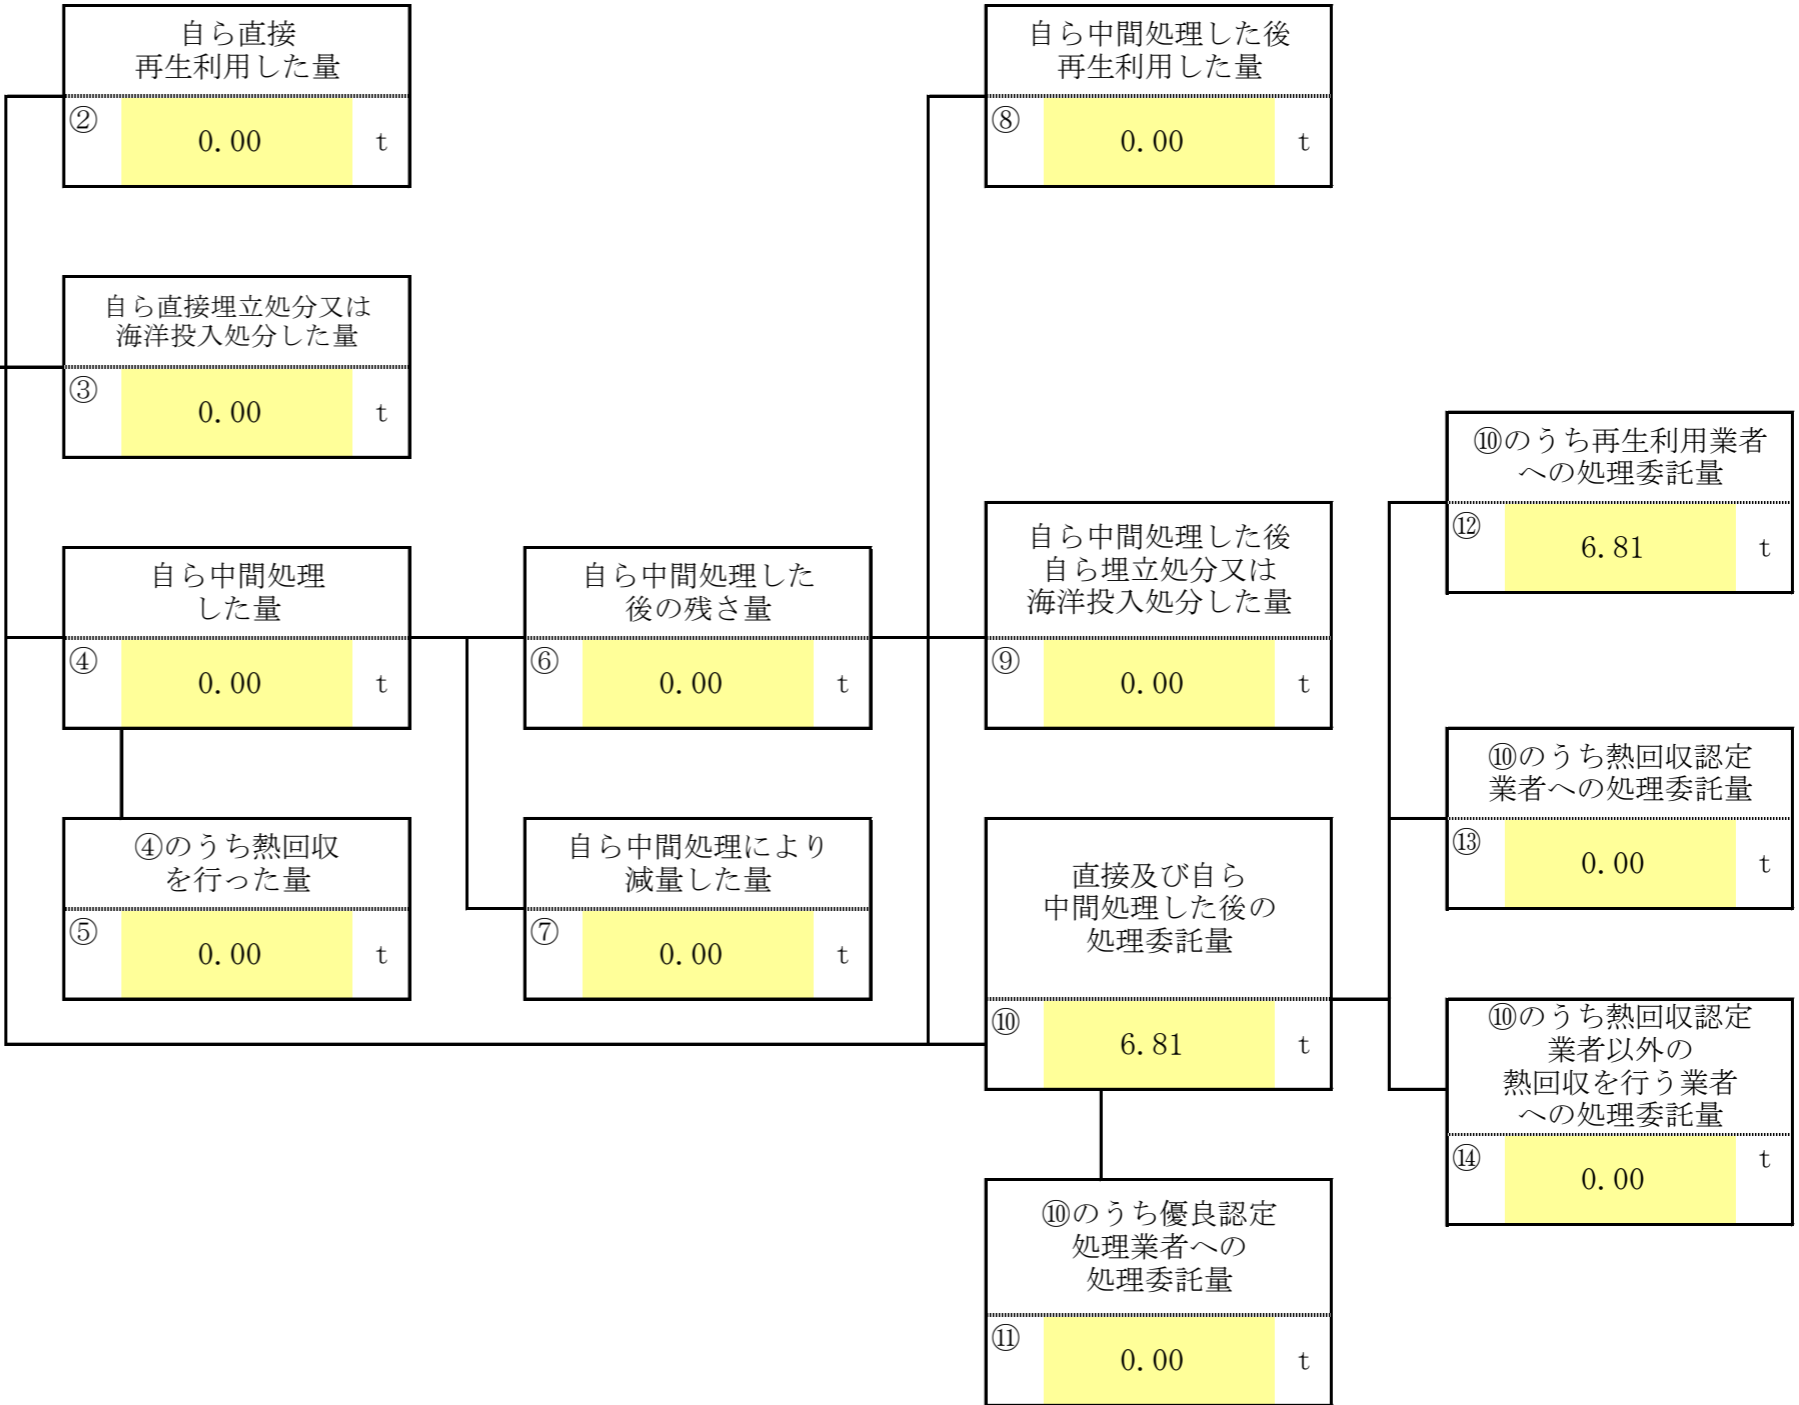 自ら直接
再生利用した量
②
0.00
t
自ら中間処理した後
再生利用した量
⑧
0.00
t
自ら直接埋立処分又は
海洋投入処分した量
③
0.00
t
⑩のうち再生利用業者
への処理委託量
⑫
6.81
t
自ら中間処理
した量
④
0.00
t
自ら中間処理した
後の残さ量
⑥
0.00
t
自ら中間処理した後
自ら埋立処分又は
海洋投入処分した量
⑨
0.00
t
⑩のうち熱回収認定
業者への処理委託量
⑬
0.00
t
④のうち熱回収
を行った量
⑤
0.00
t
自ら中間処理により
減量した量
⑦
0.00
t
直接及び自ら
中間処理した後の
処理委託量
⑩
6.81
t
⑩のうち熱回収認定
業者以外の
熱回収を行う業者
への処理委託量
⑭
0.00
t
⑩のうち優良認定
処理業者への
処理委託量
⑪
0.00
t